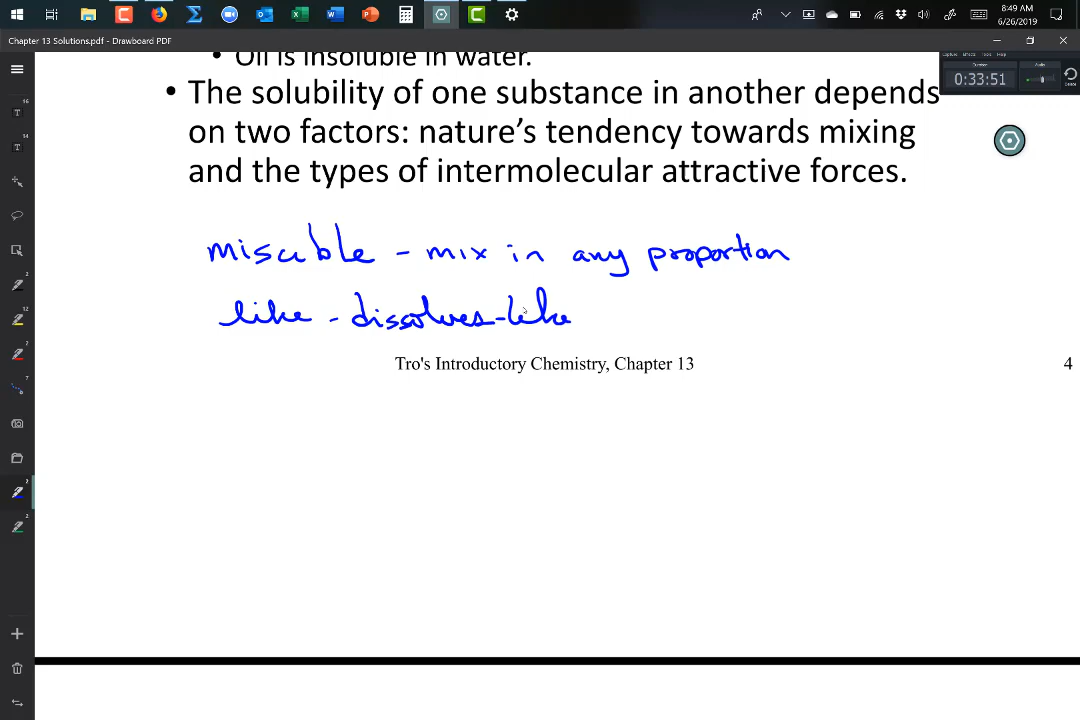 8:49 AM
6/26/2019
Chapter 13 Solutions.pdf - Drawboard PDF
• Oil is insoluble in water.
0:33:51
• The solubility of one substance in another depends
on two factors: nature's tendency towards mixing
and the types of intermolecular attractive forces.
miscible - mix in any proportion
like - dissolves-like
Tro's Introductory Chemistry, Chapter 13
4